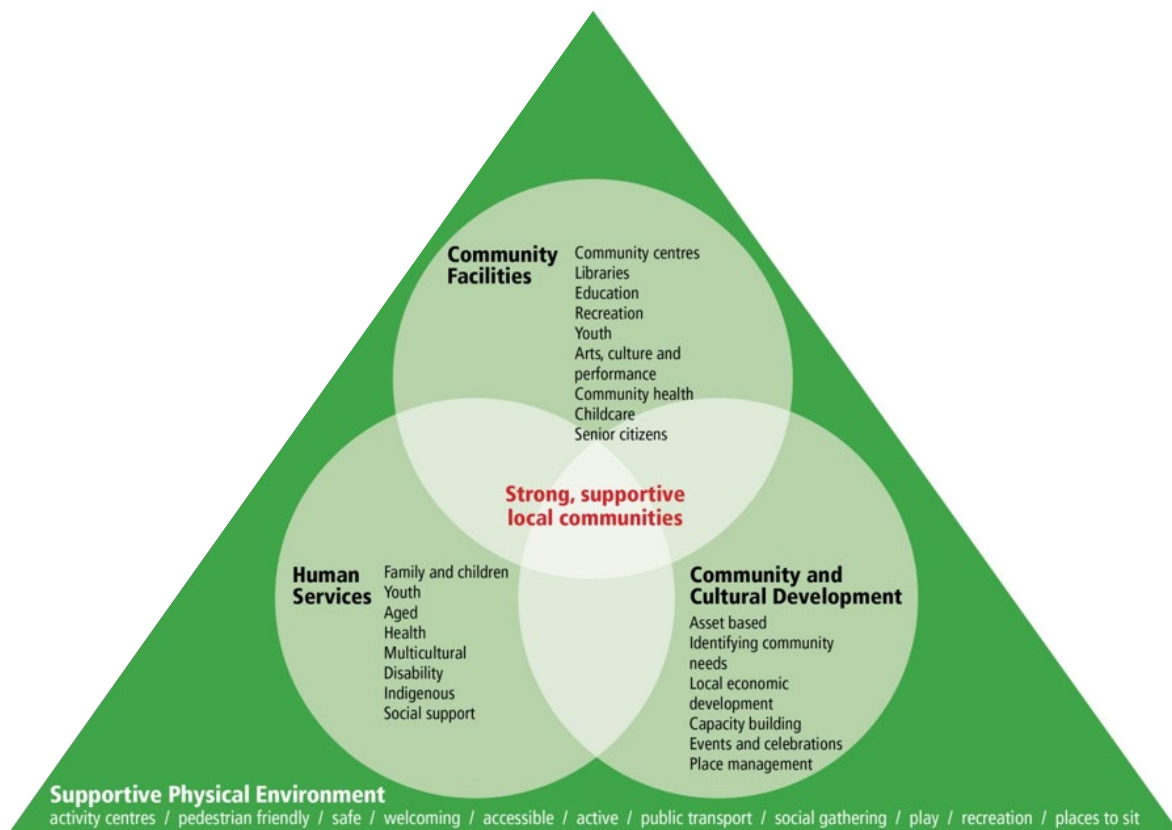 Community
Facilities
Community centres
Libraries
Education
Recreation
Youth
Arts, culture and
performance
Community health
Childcare
Senior citizens
Strong, supportive
local communities
Human
Services
Family and children
Youth
Aged
Health
Multicultural
Disability
Indigenous
Social support
Community and
Cultural Development
Asset based
Identifying community
needs
Local economic
development
Capacity building
Events and celebrations
Place management
Supportive Physical Environment
activity centres / pedestrian friendly / safe / welcoming / accessible / active / public transport / social gathering / play / recreation / places to sit